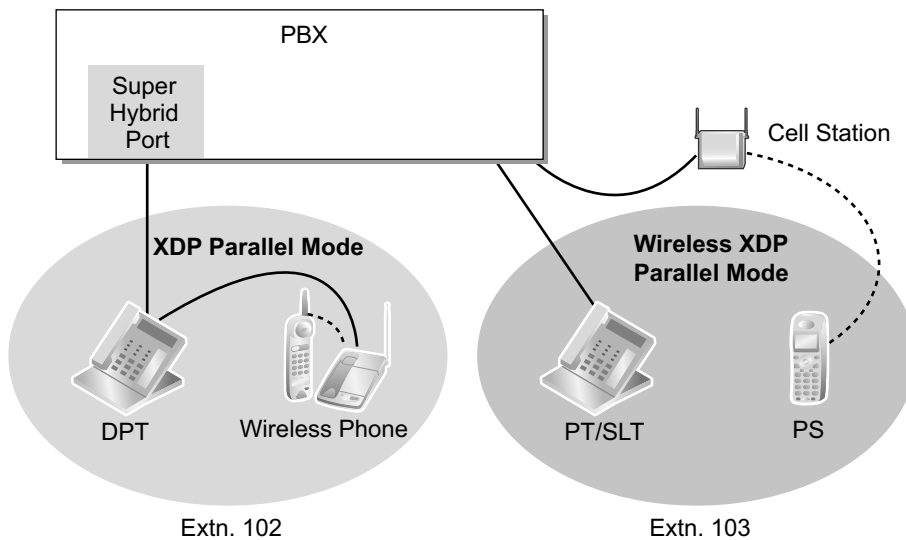 PBX
Super
Hybrid
Port
Cell Station
XDP Parallel Mode
Wireless XDP
Parallel Mode
DPT
Wireless Phone
PT/SLT
PS
Extn. 102
Extn. 103